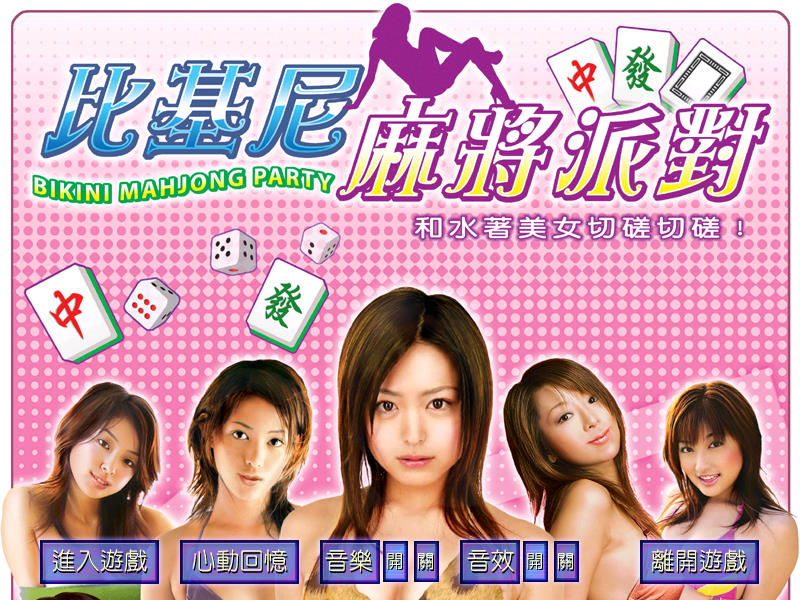 比基尼
中 發
麻將派對
BIKINI MAHJONG PARTY
和水著美女切磋切磋！
中 發
進入遊戲 心動回憶 音樂 開 關 音效 開 關 離開遊戲